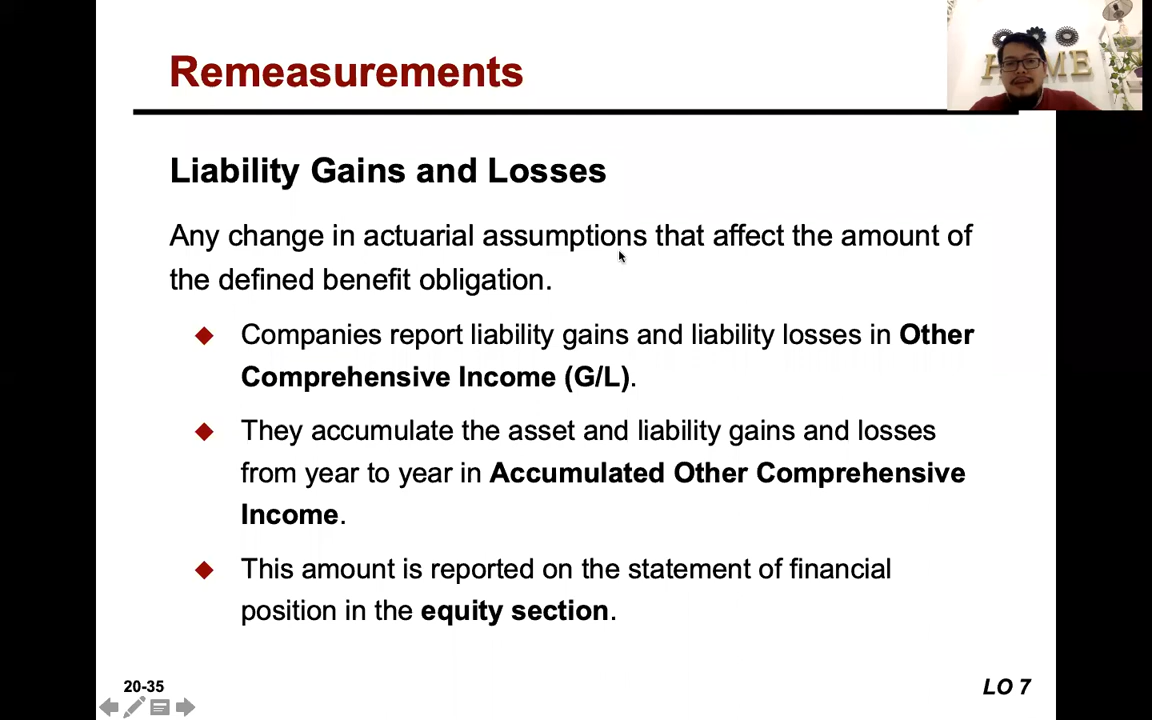 Remeasurements
HOME
Liability Gains and Losses
Any change in actuarial assumptions that affect the amount of
the defined benefit obligation.
Companies report liability gains and liability losses in Other
Comprehensive Income (G/L).
They accumulate the asset and liability gains and losses
from year to year in Accumulated Other Comprehensive
Income.
This amount is reported on the statement of financial
position in the equity section.
20-35
LO 7